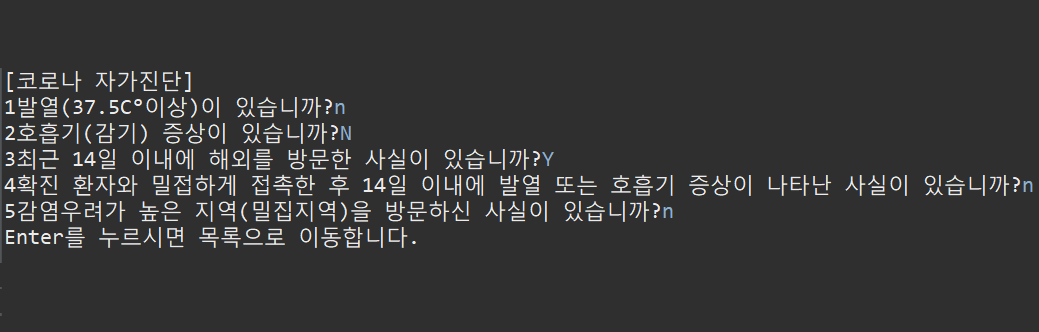 [코로나 자가진단]
1발열(37.5C°이상)이 있습니까?n
2호흡기(감기) 증상이 있습니까?N
3최근 14일 이내에 해외를 방문한 사실이 있습니까?Y
4확진 환자와 밀접하게 접촉한 후 14일 이내에 발열 또는 호흡기 증상이 나타난 사실이 있습니까?n
5감염우려가 높은 지역(밀집지역)을 방문하신 사실이 있습니까?n
Enter를 누르시면 목록으로 이동합니다.